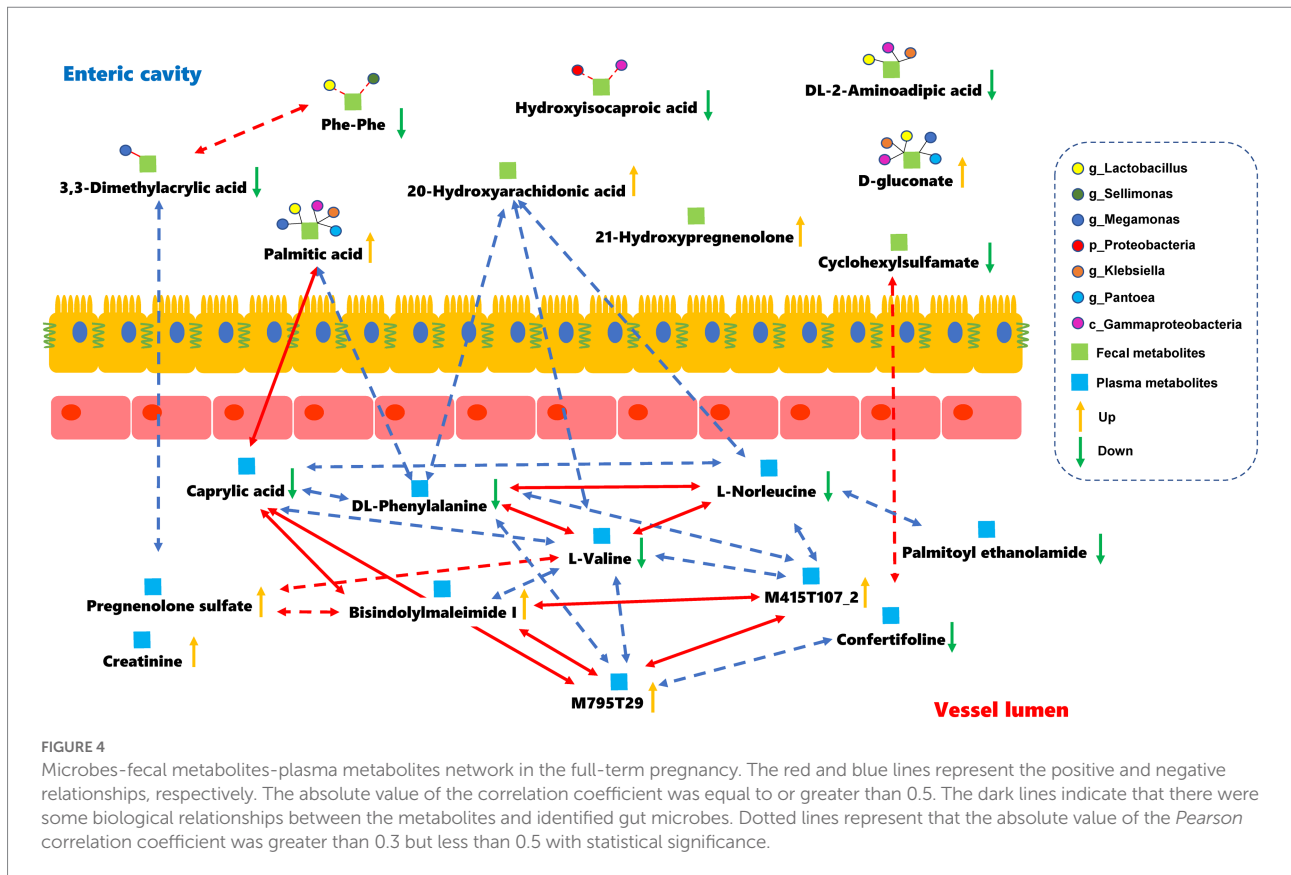 Enteric cavity
Phe-Phe
Hydroxyisocaproic acid
DL-2-Aminoadipic acid
3,3-Dimethylacrylic acid
20-Hydroxyarachidonic acid
D-gluconate
Palmitic acid
21-Hydroxypregnenolone
Cyclohexylsulfamate
g_Lactobacillus
g_Sellimonas
g_Megamonas
p_Proteobacteria
g_Klebsiella
g_Pantoea
c_Gammaproteobacteria
Fecal metabolites
Plasma metabolites
Up
Down
Caprylic acid
DL-Phenylalanine
L-Norleucine
L-Valine
Palmitoyl ethanolamide
Pregnenolone sulfate
Bisindolylmaleimide I
M415T107_2
Creatinine
Confertifoline
M795T29
Vessel lumen
FIGURE 4
Microbes-fecal metabolites-plasma metabolites network in the full-term pregnancy. The red and blue lines represent the positive and negative
relationships, respectively. The absolute value of the correlation coefficient was equal to or greater than 0.5. The dark lines indicate that there were
some biological relationships between the metabolites and identified gut microbes. Dotted lines represent that the absolute value of the Pearson
correlation coefficient was greater than 0.3 but less than 0.5 with statistical significance.